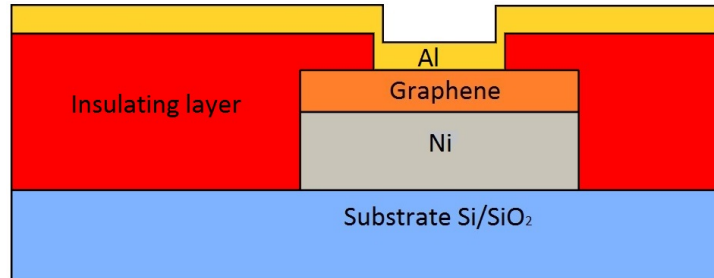 Al
Graphene
Insulating layer
Ni
Substrate Si/SiO₂